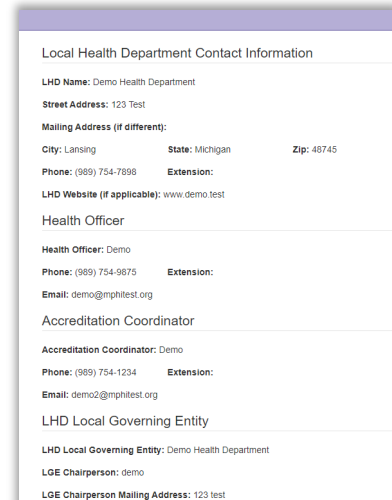 Local Health Department Contact Information
LHD Name: Demo Health Department
Street Address: 123 Test
Mailing Address (if different):
City: Lansing State: Michigan Zip: 48745
Phone: (989) 754-7898 Extension:
LHD Website (if applicable): www.demo.test
Health Officer
Health Officer: Demo
Phone: (989) 754-9875 Extension:
Email: demo@mphitest.org
Accreditation Coordinator
Accreditation Coordinator: Demo
Phone: (989) 754-1234 Extension:
Email: demo2@mphitest.org
LHD Local Governing Entity
LHD Local Governing Entity: Demo Health Department
LGE Chairperson: demo
LGE Chairperson Mailing Address: 123 test